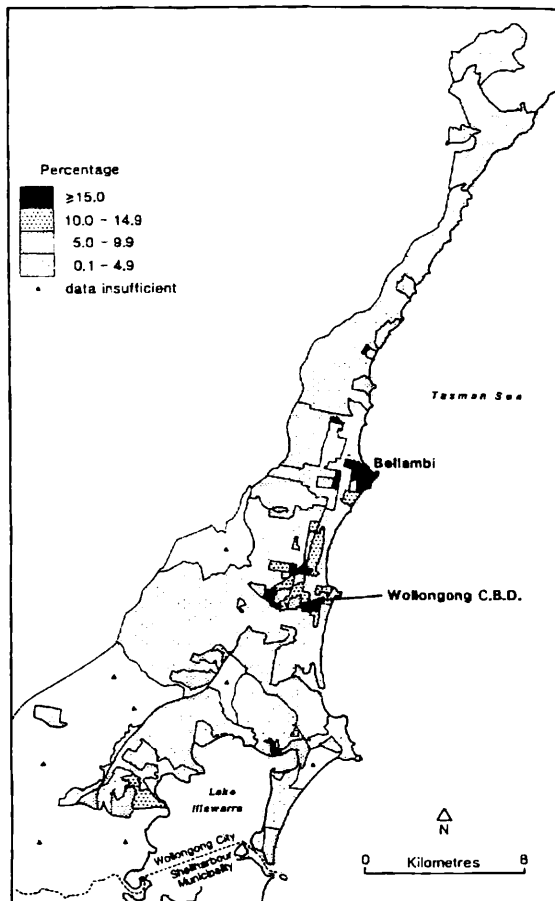 Percentage
≥15.0
10.0 - 14.9
5.0 - 9.9
0.1 - 4.9
data insufficient
Tasman Sea
Bellambi
Wollongong C.B.D.
Lake
Illawarra
Wollongong City
Shellharbour
Municipality
N
0 8
Kilometres